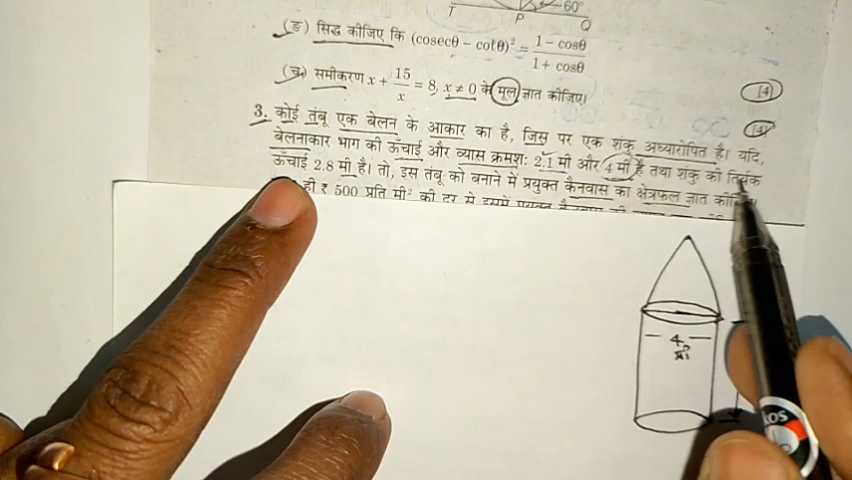 T P Q 60°
(ङ) सिद्ध कीजिए कि (cosecθ – cotθ)² = 1 – cosθ / 1 + cosθ
(च) समीकरण x + 15/x = 8, x ≠ 0 के मूल ज्ञात कीजिए। [4]
3. कोई तंबू एक बेलन के आकार का है, जिस पर एक शंकु अध्यारोपित है। यदि, [4]
बेलनाकार भाग की ऊँचाई और व्यास क्रमशः 2.1 मी और 4 मी है तथा शंकु की तिर्यक
ऊँचाई 2.8 मी है। तो, इस तंबू को बनाने में प्रयुक्त कैनवास का क्षेत्रफल ज्ञात
ही ₹ 500 प्रति मी² की दर से इसमें प्रयुक्त
4 मी